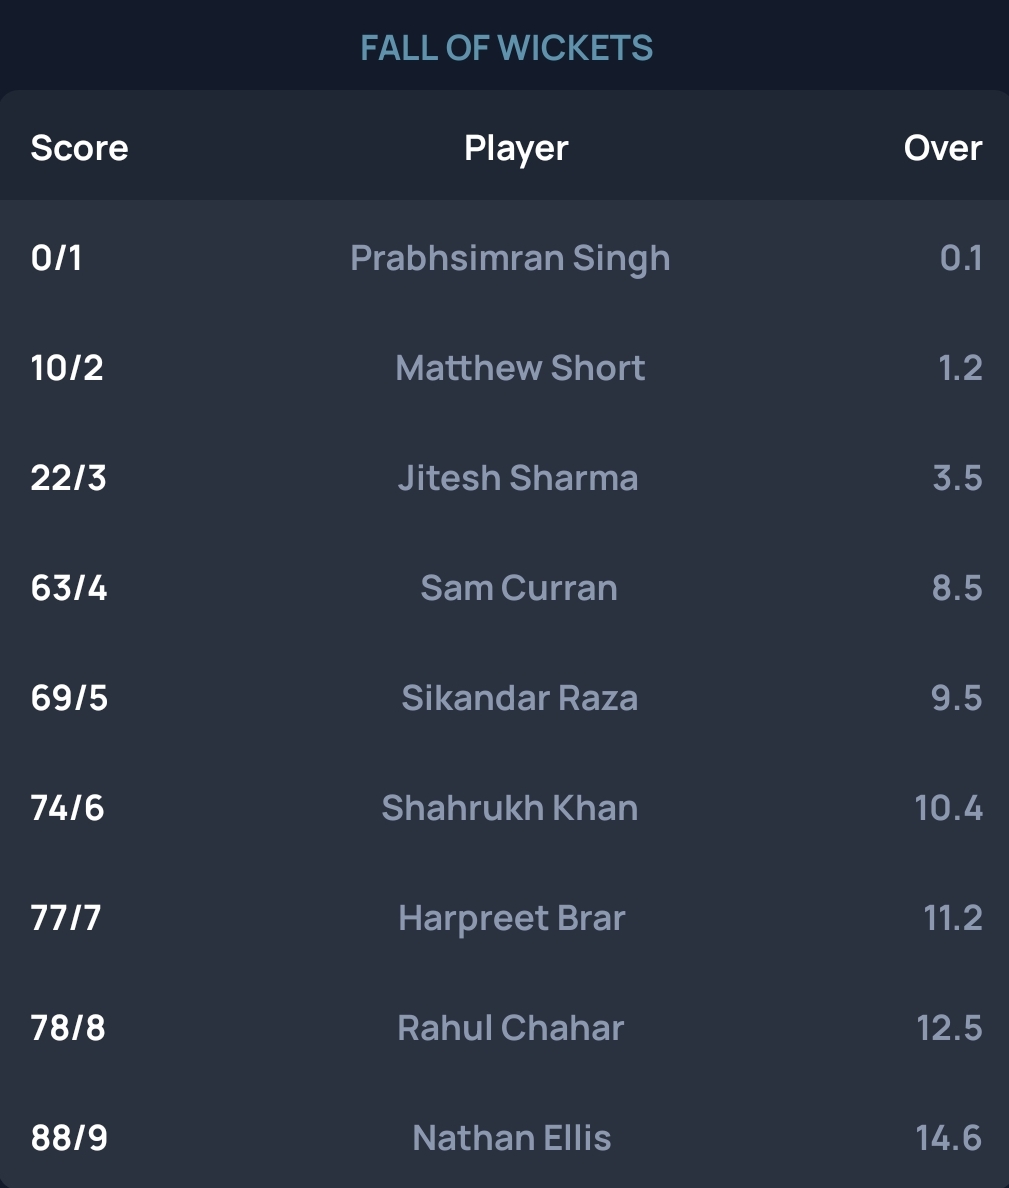 FALL OF WICKETS
Score Player Over
0/1 Prabhsimran Singh 0.1
10/2 Matthew Short 1.2
22/3 Jitesh Sharma 3.5
63/4 Sam Curran 8.5
69/5 Sikandar Raza 9.5
74/6 Shahrukh Khan 10.4
77/7 Harpreet Brar 11.2
78/8 Rahul Chahar 12.5
88/9 Nathan Ellis 14.6